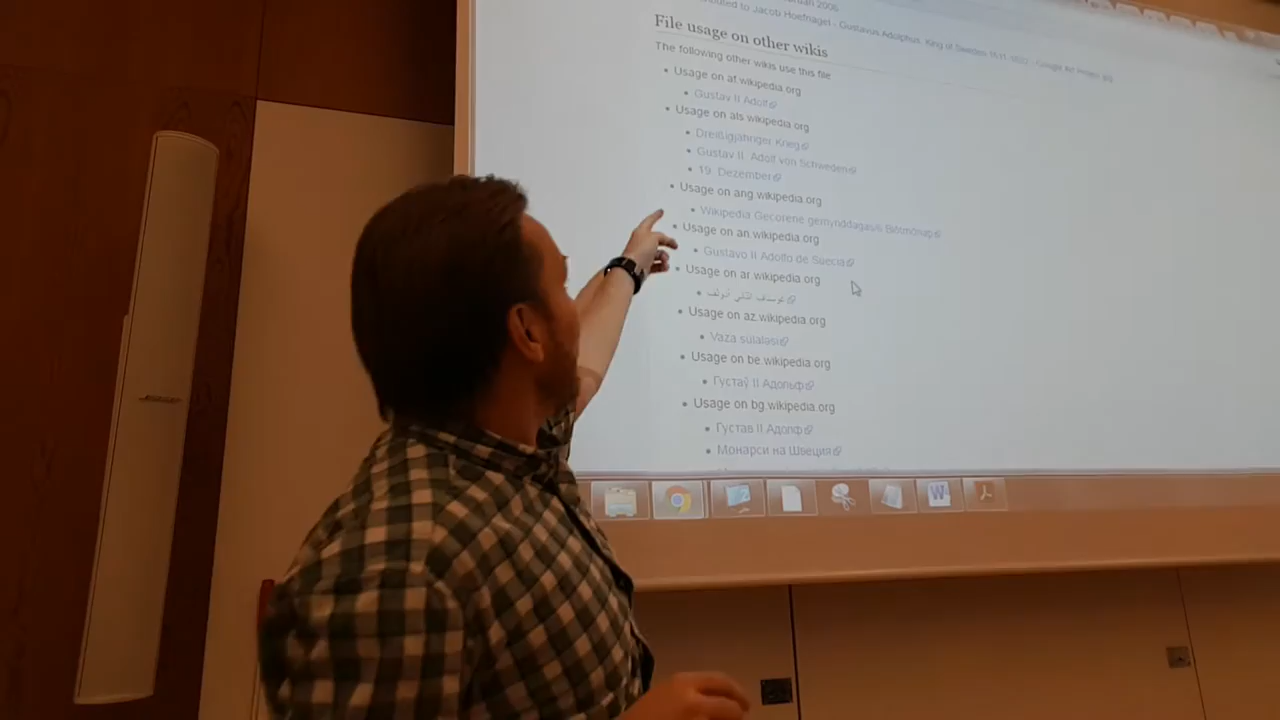 File usage on other wikis
The following other wikis use this file
Usage on af.wikipedia.org
Gustav II Adolf
Usage on als.wikipedia.org
Dreißigjähriger Krieg
Gustav II. Adolf von Schweden
19. Dezember
Usage on ang.wikipedia.org
Usage on an.wikipedia.org
Gustavo II Adolfo de Suecia
Usage on ar.wikipedia.org
Usage on az.wikipedia.org
Vaza sülaləsi
Usage on be.wikipedia.org
Густаў II Адольф
Usage on bg.wikipedia.org
Густав II Адолф
Монарси на Швеция